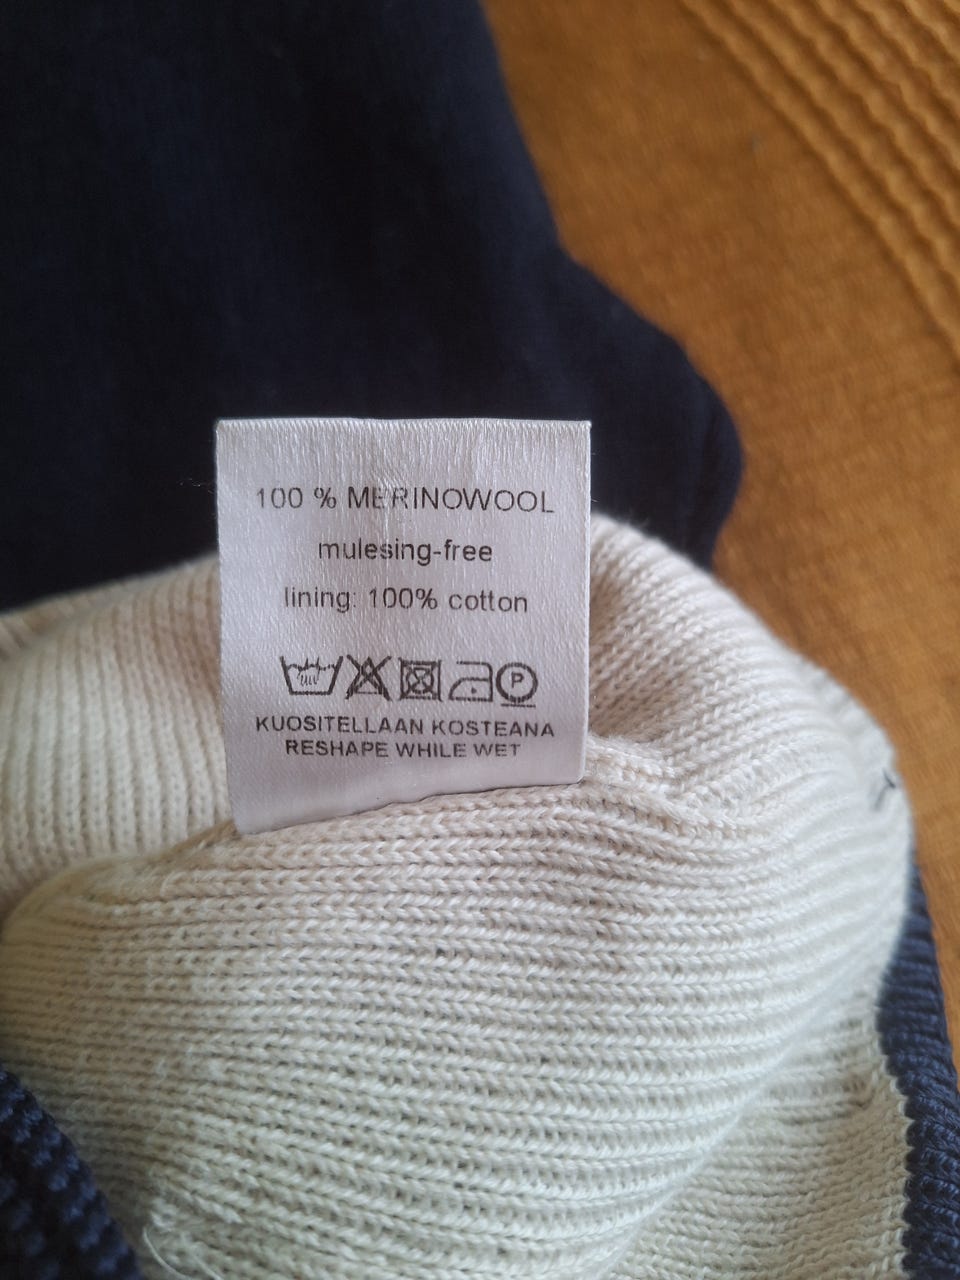 100 % MERINOWOOL
mulesing-free
lining: 100% cotton
P
KUOSITELLAAN KOSTEANA
RESHAPE WHILE WET